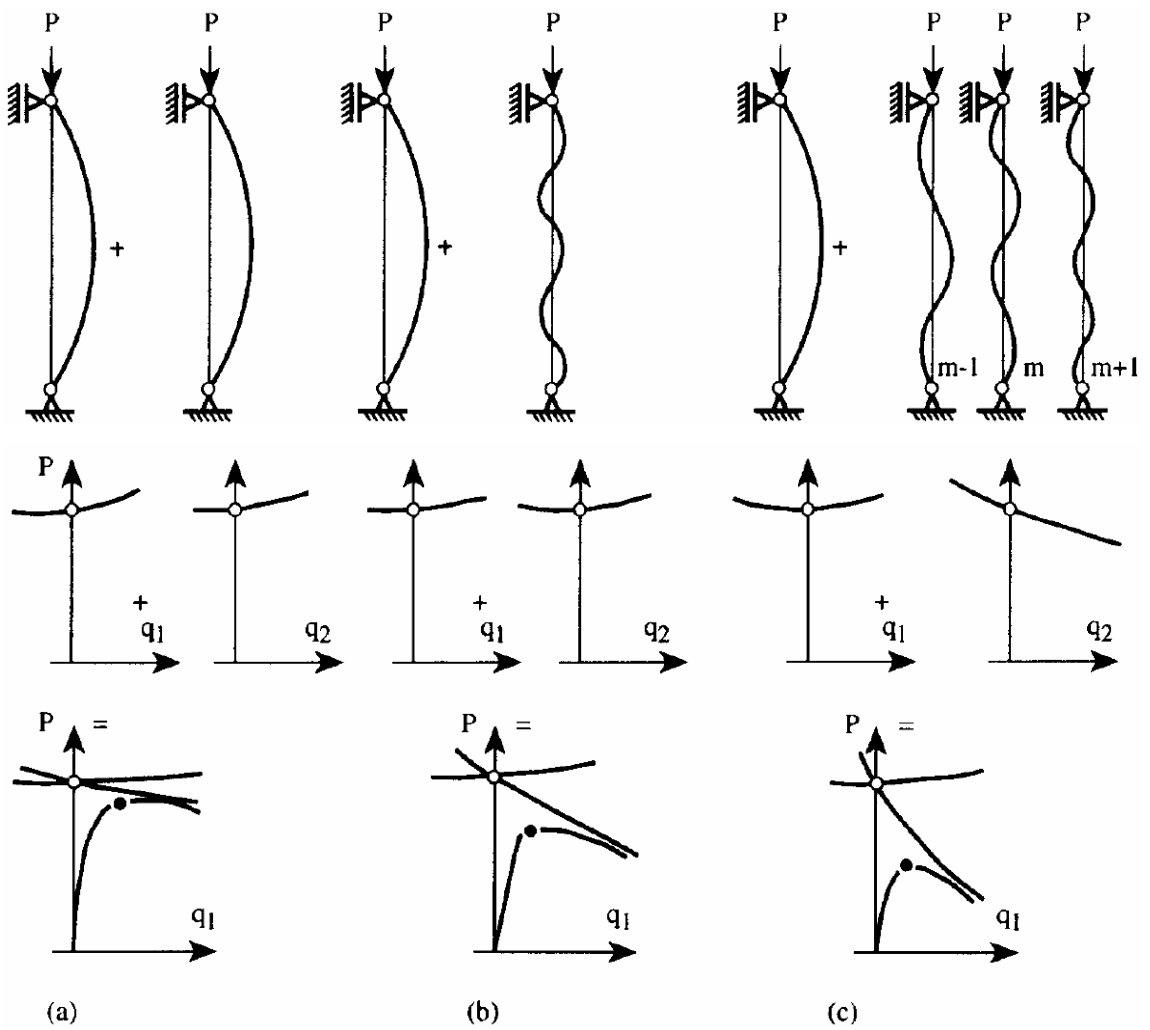 P P P P P P P P
+ + +
m-1 m m+1
P
+ + +
q1 q2 q1 q2 q1 q2
P = P = P =
q1 q1 q1
(a) (b) (c)